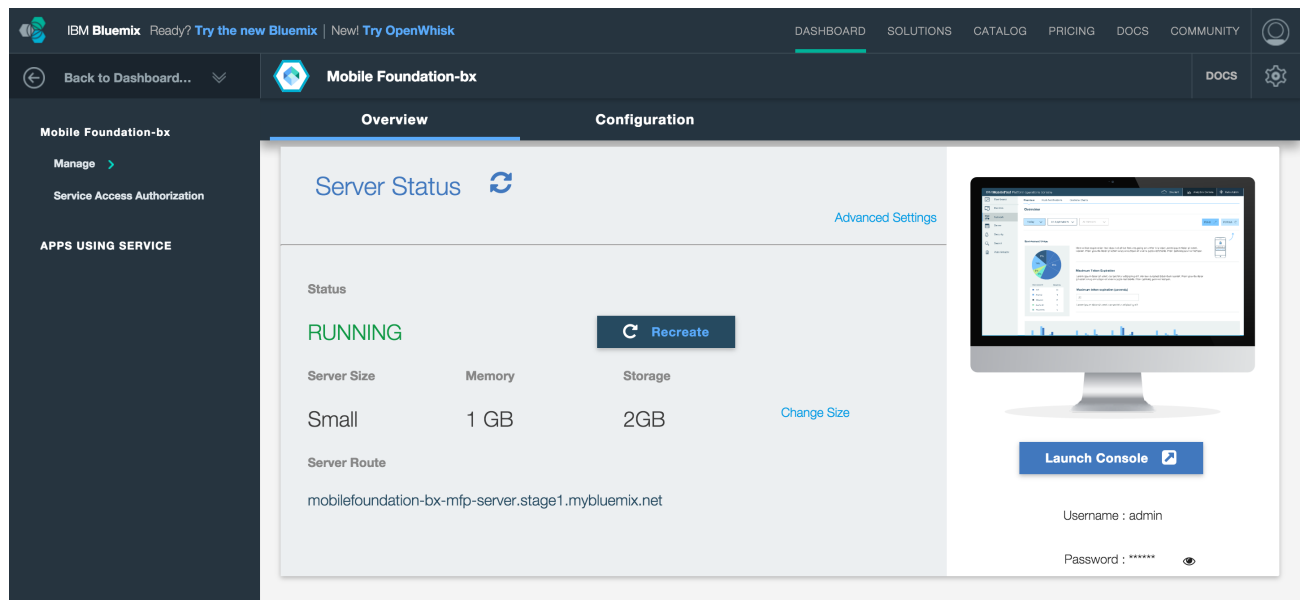 IBM Bluemix Ready? Try the new Bluemix | New! Try OpenWhisk
DASHBOARD SOLUTIONS CATALOG PRICING DOCS COMMUNITY
Back to Dashboard...
Mobile Foundation-bx
DOCS
Mobile Foundation-bx
Manage
Service Access Authorization
APPS USING SERVICE
Overview Configuration
Server Status
Advanced Settings
Status
RUNNING
Recreate
Server Size Memory Storage
Small 1 GB 2GB
Change Size
Server Route
mobilefoundation-bx-mfp-server.stage1.mybluemix.net
Launch Console
Username : admin
Password : ******